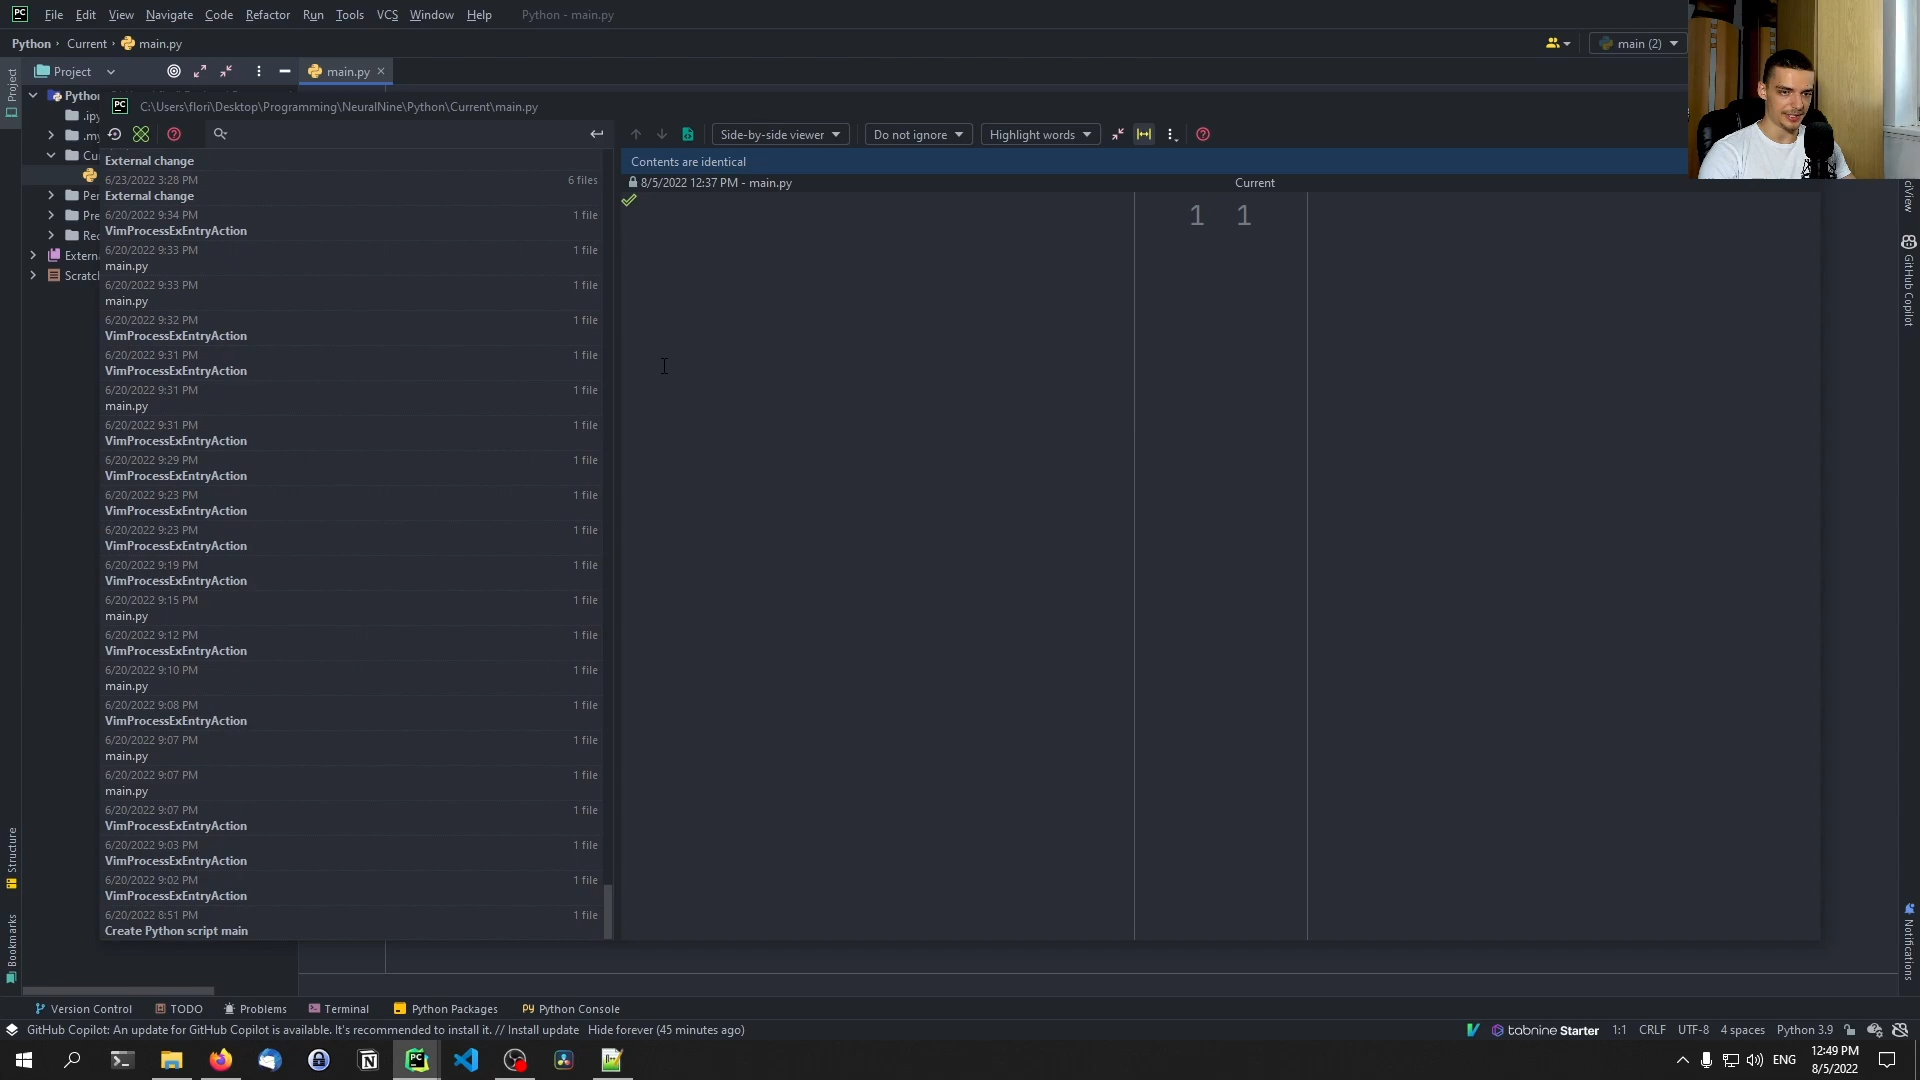 PC File Edit View Navigate Code Refactor Run Tools VCS Window Help Python - main.py
Python › Current › main.py
main (2)
Project
main.py
Project
Python
C:\Users\flori\Desktop\Programming\NeuralNine\Python\Current\main.py
Side-by-side viewer
Do not ignore
Highlight words
Contents are identical
8/5/2022 12:37 PM - main.py
Current
1 1
External change
6/23/2022 3:28 PM 6 files
External change
6/20/2022 9:34 PM 1 file
VimProcessExEntryAction
6/20/2022 9:33 PM 1 file
main.py
6/20/2022 9:33 PM 1 file
main.py
6/20/2022 9:32 PM 1 file
VimProcessExEntryAction
6/20/2022 9:31 PM 1 file
VimProcessExEntryAction
6/20/2022 9:31 PM 1 file
main.py
6/20/2022 9:31 PM 1 file
VimProcessExEntryAction
6/20/2022 9:29 PM 1 file
VimProcessExEntryAction
6/20/2022 9:23 PM 1 file
VimProcessExEntryAction
6/20/2022 9:23 PM 1 file
VimProcessExEntryAction
6/20/2022 9:19 PM 1 file
VimProcessExEntryAction
6/20/2022 9:15 PM 1 file
main.py
6/20/2022 9:12 PM 1 file
VimProcessExEntryAction
6/20/2022 9:10 PM 1 file
main.py
6/20/2022 9:08 PM 1 file
VimProcessExEntryAction
6/20/2022 9:07 PM 1 file
main.py
6/20/2022 9:07 PM 1 file
main.py
6/20/2022 9:07 PM 1 file
VimProcessExEntryAction
6/20/2022 9:03 PM 1 file
VimProcessExEntryAction
6/20/2022 9:02 PM 1 file
VimProcessExEntryAction
6/20/2022 8:51 PM 1 file
Create Python script main
.ipy
.my
Cu
Per
Pre
Rec
Extern
Scratch
Structure
Bookmarks
ciView
GitHub Copilot
Notifications
Version Control TODO Problems Terminal Python Packages Python Console
GitHub Copilot: An update for GitHub Copilot is available. It's recommended to install it. // Install update Hide forever (45 minutes ago)
tabnine Starter 1:1 CRLF UTF-8 4 spaces Python 3.9
ENG
12:49 PM
8/5/2022